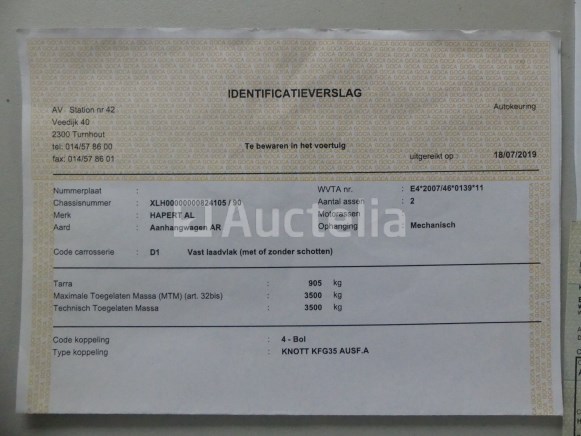 IDENTIFICATIEVERSLAG
AV Station nr 42
Autokeuring
Veedijk 40
2300 Turnhout
tel: 014/57 86 00
Te bewaren in het voertuig
fax: 014/57 86 01
uitgereikt op : 18/07/2019
Nummerplaat :
WVTA nr. : E4*2007/46*0139*11
Chassisnummer : XLH00000000824105 / 90
Aantal assen : 2
Merk : HAPERT AL
Motorassen :
Aard : Aanhangwagen AR
Ophanging : Mechanisch
Auctelia
Code carrosserie : D1 Vast laadvlak (met of zonder schotten)
Tarra : 905 kg
Maximale Toegelaten Massa (MTM) (art. 32bis) : 3500 kg
Technisch Toegelaten Massa : 3500 kg
Code koppeling : 4 - Bol
Type koppeling : KNOTT KFG35 AUSF.A